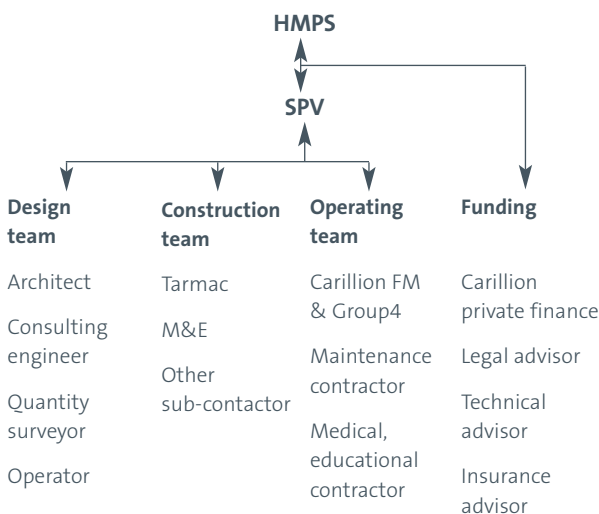 HMPS
SPV
Design
team
Architect
Consulting
engineer
Quantity
surveyor
Operator
Construction
team
Tarmac
M&E
Other
sub-contactor
Operating
team
Carillion FM
& Group4
Maintenance
contractor
Medical,
educational
contractor
Funding
Carillion
private finance
Legal advisor
Technical
advisor
Insurance
advisor